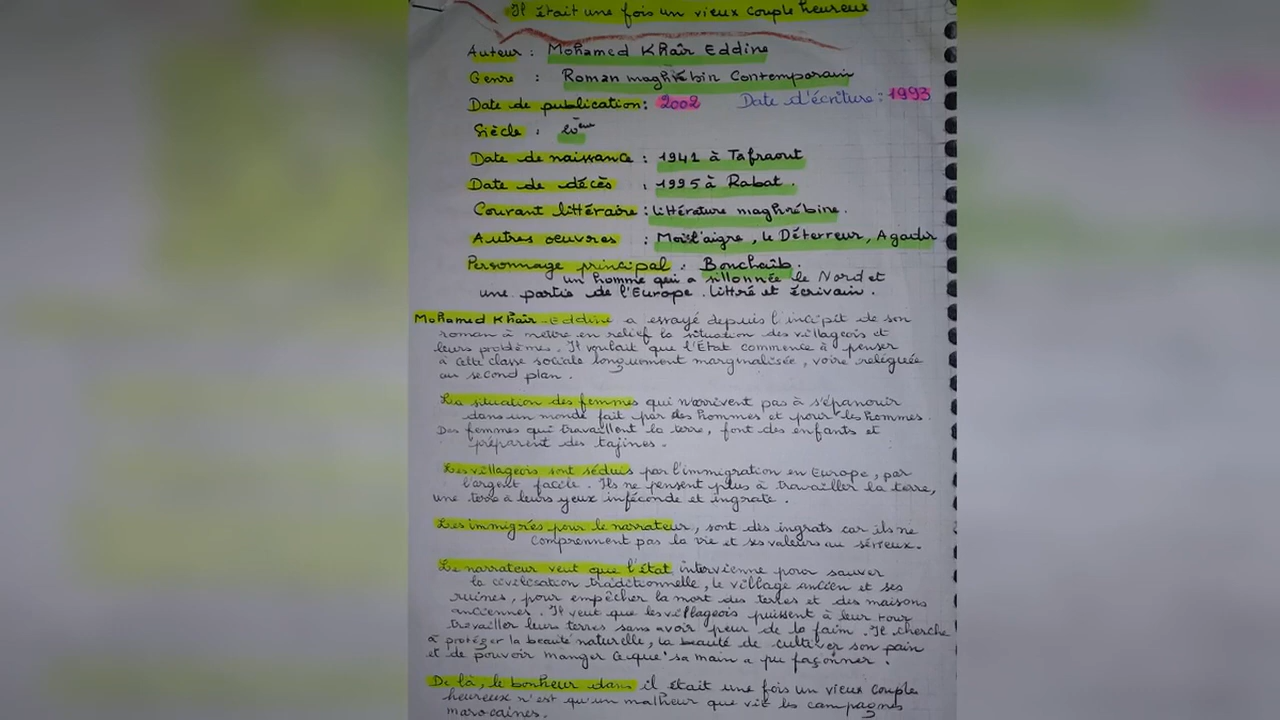 Il était une fois un vieux couple heureux
Auteur : Mohamed Khaïr Eddine
Genre : Roman maghrébin Contemporain
Date de publication : 2002 Date d'écriture : 1993
Siècle : 20ème
Date de naissance : 1941 à Tafraout
Date de décès : 1995 à Rabat.
Courant littéraire : littérature maghrébine.
Autres oeuvres : Moi l'aigre, le Déterreur, Agadir
Personnage principal : Bouchaïb.
un homme qui a sillonnée le Nord et
une partie de l'Europe. littré et écrivain.
Mohamed Khaïr-Eddine a essayé depuis l'incipit de son
roman à mettre en relief la situation des villageois et
leurs problèmes. Il voulait que l'État commence à penser
à cette classe sociale longuement marginalisée, voire reléguée
au second plan.
La situation des femmes qui n'arrivent pas à s'épanouir
dans un monde fait par des hommes et pour les hommes.
Des femmes qui travaillent la terre, font des enfants et
préparent des tajines.
Les villageois sont séduis par l'immigration en Europe, par
l'argent facile. Ils ne pensent plus à travailler la terre,
une terre à leurs yeux inféconde et ingrate.
Les immigrés pour le narrateur, sont des ingrats car ils ne
comprennent pas la vie et ses valeurs au sérieux.
Le narrateur veut que l'état intervienne pour sauver
la civilisation traditionnelle, le village ancien et ses
ruines, pour empêcher la mort des terres et des maisons
anciennes. Il veut que les villageois puissent à leur tour
travailler leurs terres sans avoir peur de la faim. Il cherche
à protéger la beauté naturelle, la beauté de cultiver son pain
et de pouvoir manger ce que sa main a pu façonner.
De là, le bonheur dans il était une fois un vieux couple
heureux n'est qu'un malheur que vit les campagnes
marocaines.